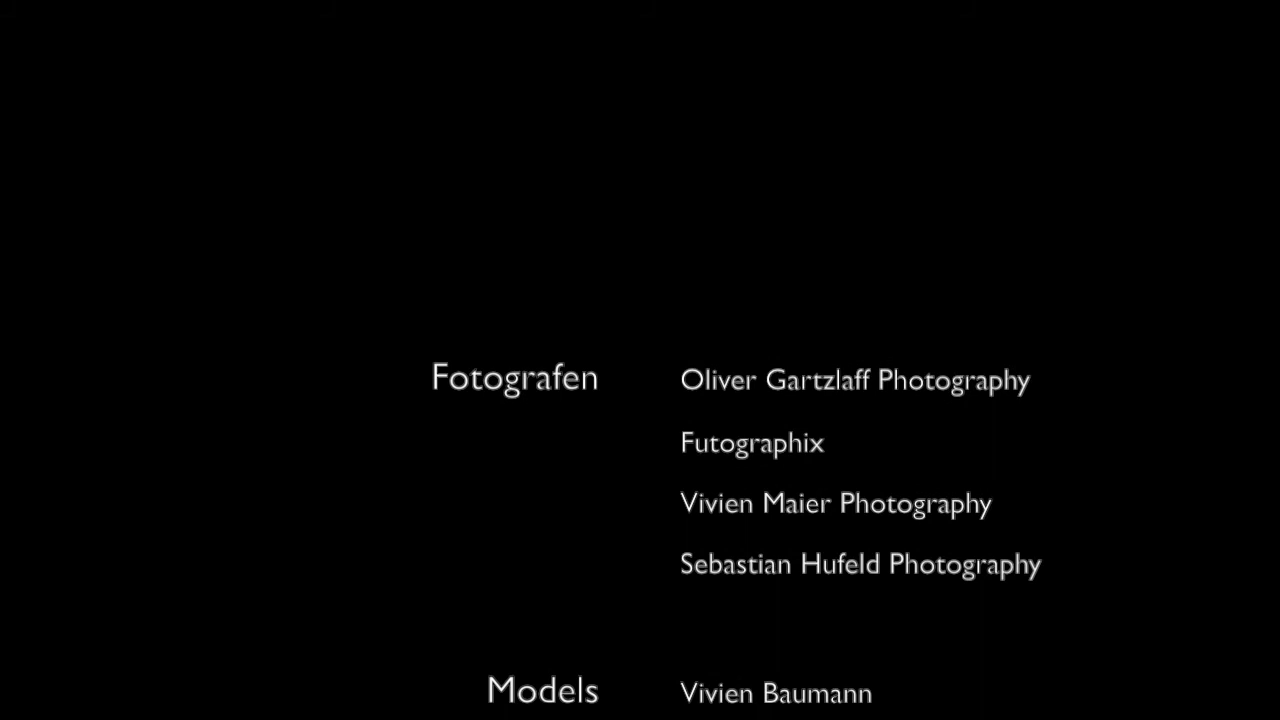 Fotografen Oliver Gartzlaff Photography
Futographix
Vivien Maier Photography
Sebastian Hufeld Photography
Models Vivien Baumann